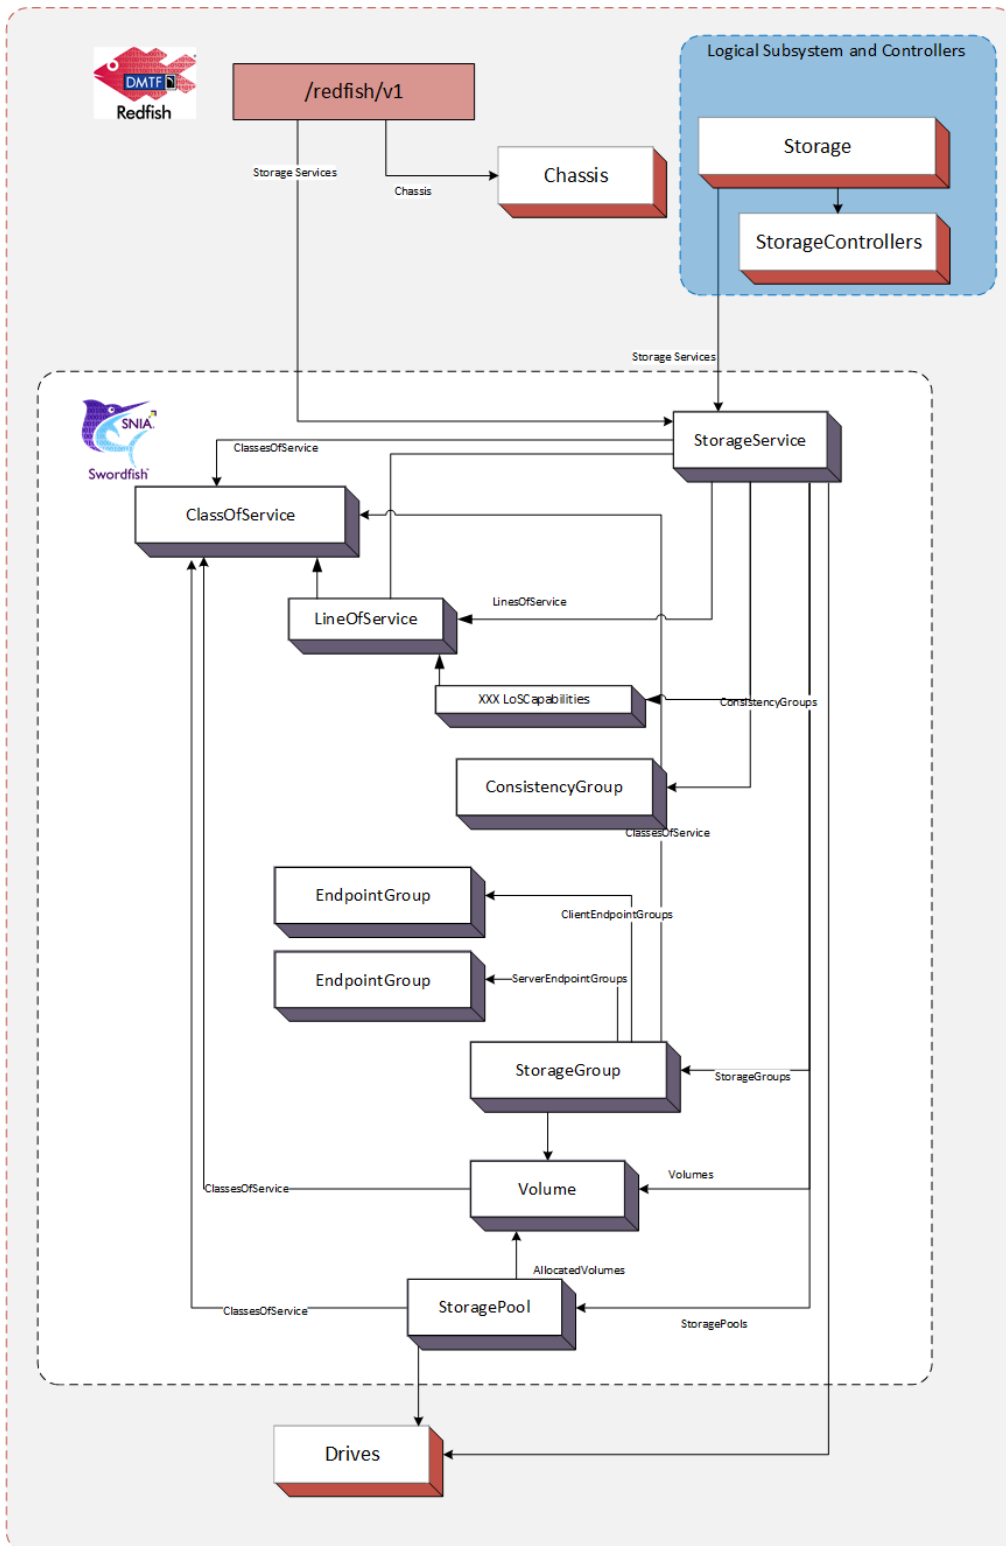 Logical Subsystem and Controllers
DMTF
Redfish
/redfish/v1
Storage
Storage Services
Chassis
Chassis
StorageControllers
Storage Services
SNIA
Swordfish
StorageService
ClassesOfService
ClassOfService
LinesOfService
LineOfService
XXX LoSCapabilities
ConsistencyGroups
ConsistencyGroup
ClassesOfService
EndpointGroup
ClientEndpointGroups
EndpointGroup
ServerEndpointGroups
StorageGroup
StorageGroups
Volumes
Volume
ClassesOfService
AllocatedVolumes
StoragePool
ClassesOfService
StoragePools
Drives